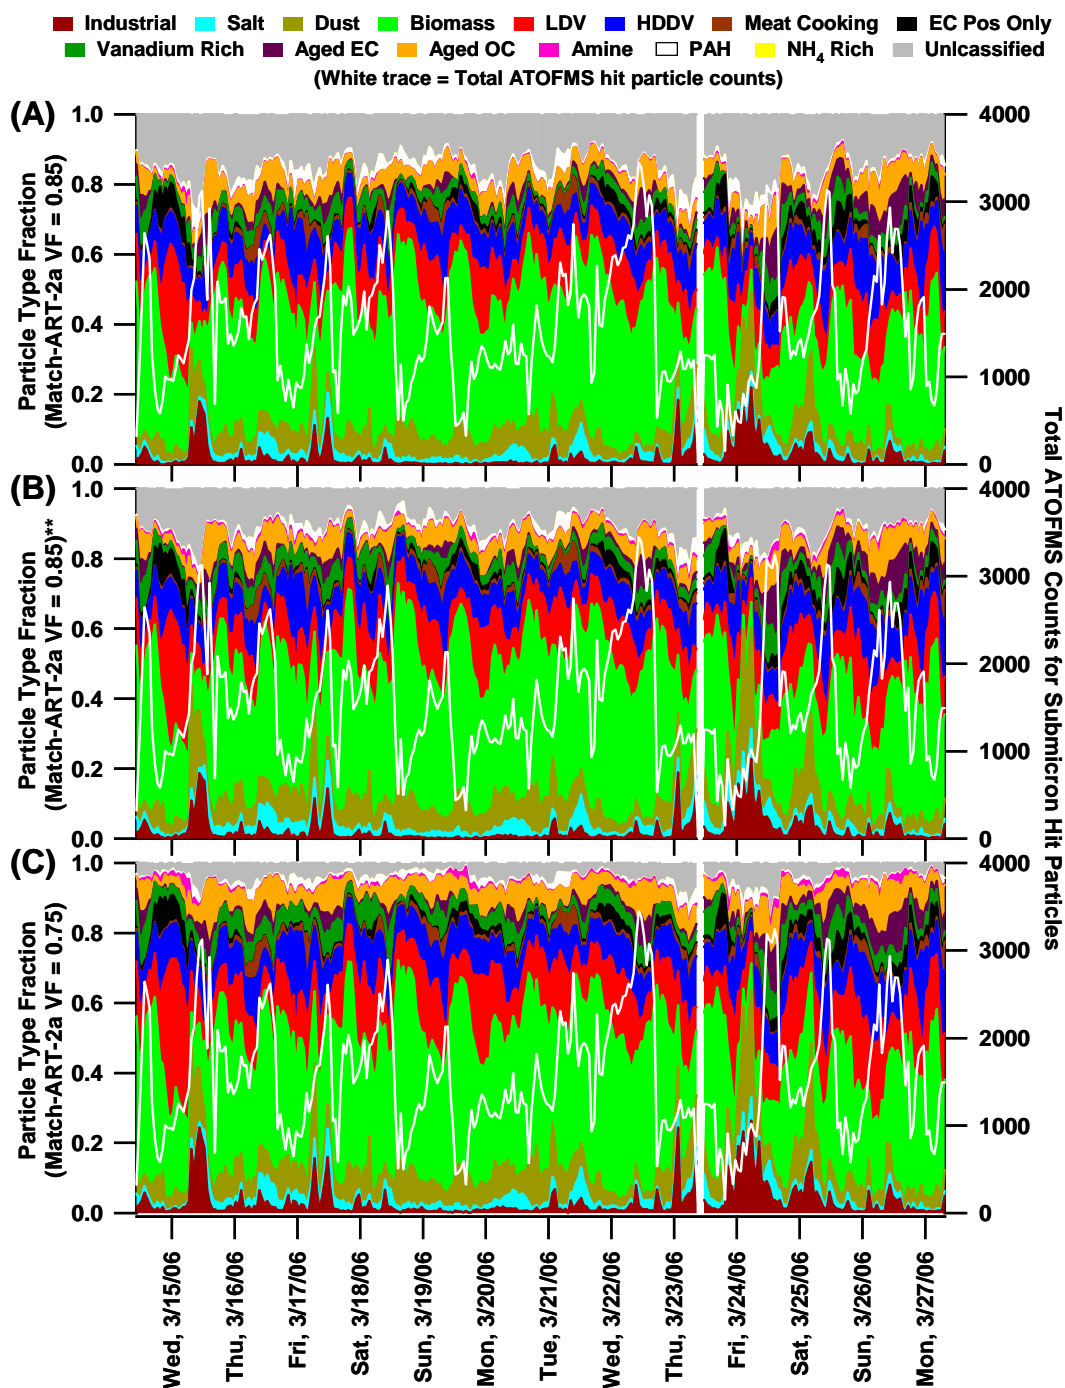 Industrial Salt Dust Biomass LDV HDDV Meat Cooking EC Pos Only
Vanadium Rich Aged EC Aged OC Amine PAH NH4 Rich Unlcassified
(White trace = Total ATOFMS hit particle counts)
(A)
Particle Type Fraction
(Match-ART-2a VF = 0.85)
1.0
0.8
0.6
0.4
0.2
0.0
4000
3000
2000
1000
0
(B)
Particle Type Fraction
(Match-ART-2a VF = 0.85)**
1.0
0.8
0.6
0.4
0.2
0.0
4000
3000
2000
1000
0
(C)
Particle Type Fraction
(Match-ART-2a VF = 0.75)
1.0
0.8
0.6
0.4
0.2
0.0
4000
3000
2000
1000
0
Total ATOFMS Counts for Submicron Hit Particles
Wed, 3/15/06
Thu, 3/16/06
Fri, 3/17/06
Sat, 3/18/06
Sun, 3/19/06
Mon, 3/20/06
Tue, 3/21/06
Wed, 3/22/06
Thu, 3/23/06
Fri, 3/24/06
Sat, 3/25/06
Sun, 3/26/06
Mon, 3/27/06